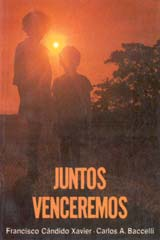 JUNTOS
VENCEREMOS
Francisco Cândido Xavier - Carlos A. Baccelli